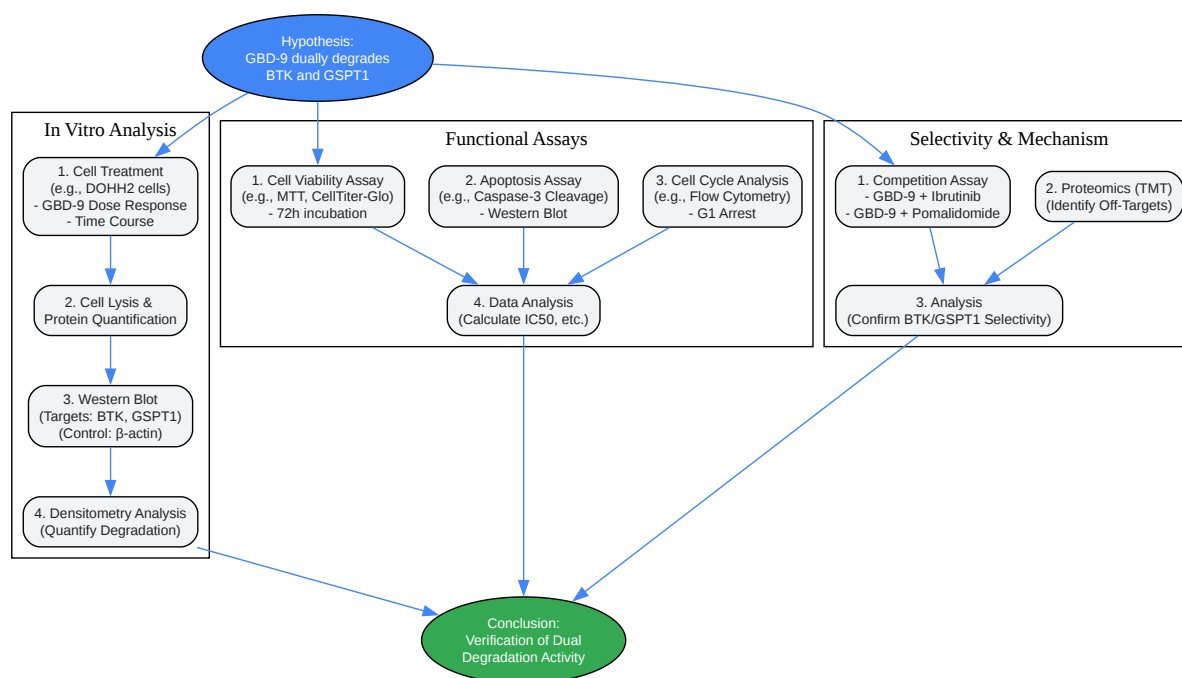 Hypothesis:
GBD-9 dually degrades
BTK and GSPT1
In Vitro Analysis
1. Cell Treatment
(e.g., DOHH2 cells)
- GBD-9 Dose Response
- Time Course
2. Cell Lysis &
Protein Quantification
3. Western Blot
(Targets: BTK, GSPT1)
(Control: β-actin)
4. Densitometry Analysis
(Quantify Degradation)
Functional Assays
1. Cell Viability Assay
(e.g., MTT, CellTiter-Glo)
- 72h incubation
2. Apoptosis Assay
(e.g., Caspase-3 Cleavage)
- Western Blot
3. Cell Cycle Analysis
(e.g., Flow Cytometry)
- G1 Arrest
4. Data Analysis
(Calculate IC50, etc.)
Selectivity & Mechanism
1. Competition Assay
- GBD-9 + Ibrutinib
- GBD-9 + Pomalidomide
2. Proteomics (TMT)
(Identify Off-Targets)
3. Analysis
(Confirm BTK/GSPT1 Selectivity)
Conclusion:
Verification of Dual
Degradation Activity